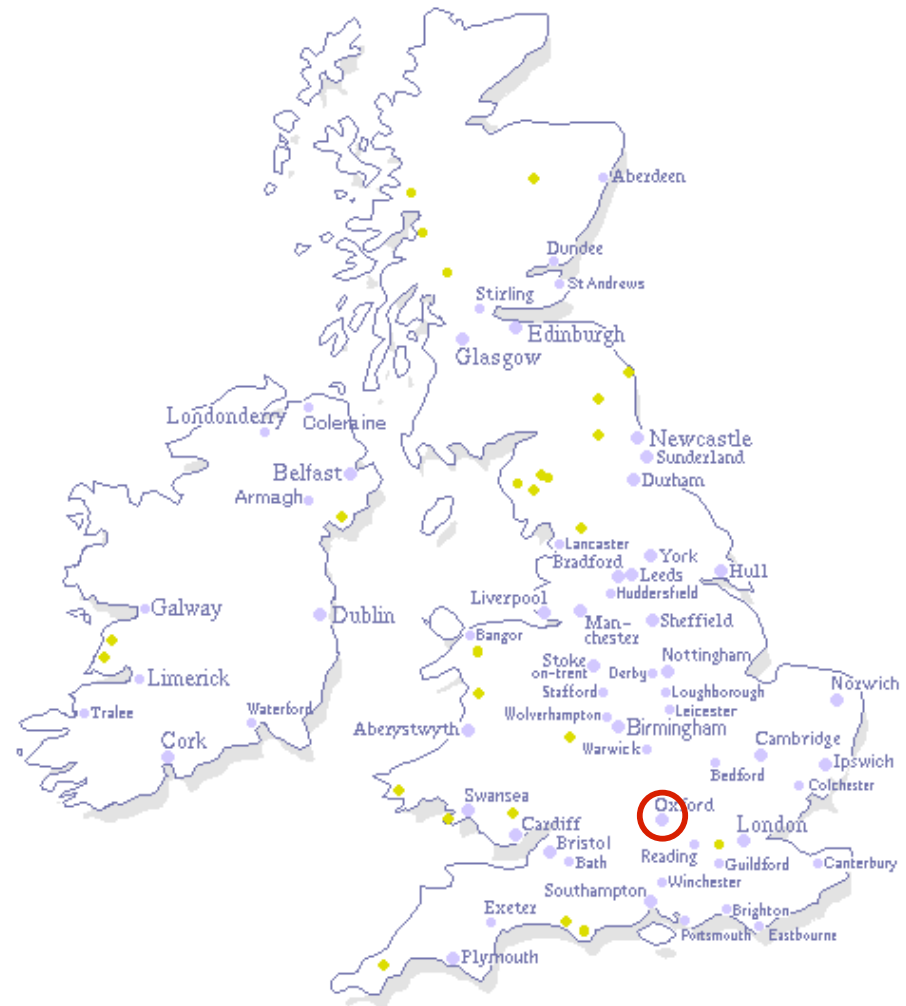 Aberdeen
Dundee
St Andrews
Stirling
Edinburgh
Glasgow
Londonderry
Coleraine
Newcastle
Sunderland
Belfast
Durham
Armagh
Lancaster
York
Bradford
Leeds
Hull
Huddersfield
Liverpool
Galway
Dublin
Sheffield
Man-
chester
Bangor
Nottingham
Stoke
on-trent
Derby
Limerick
Stafford
Loughborough
Norwich
Tralee
Waterford
Wolverhampton
Leicester
Aberystwyth
Birmingham
Cork
Warwick
Cambridge
Ipswich
Bedford
Colchester
Swansea
Oxford
Cardiff
London
Bristol
Reading
Bath
Guildford
Canterbury
Winchester
Southampton
Exeter
Brighton
Portsmouth
Eastbourne
Plymouth